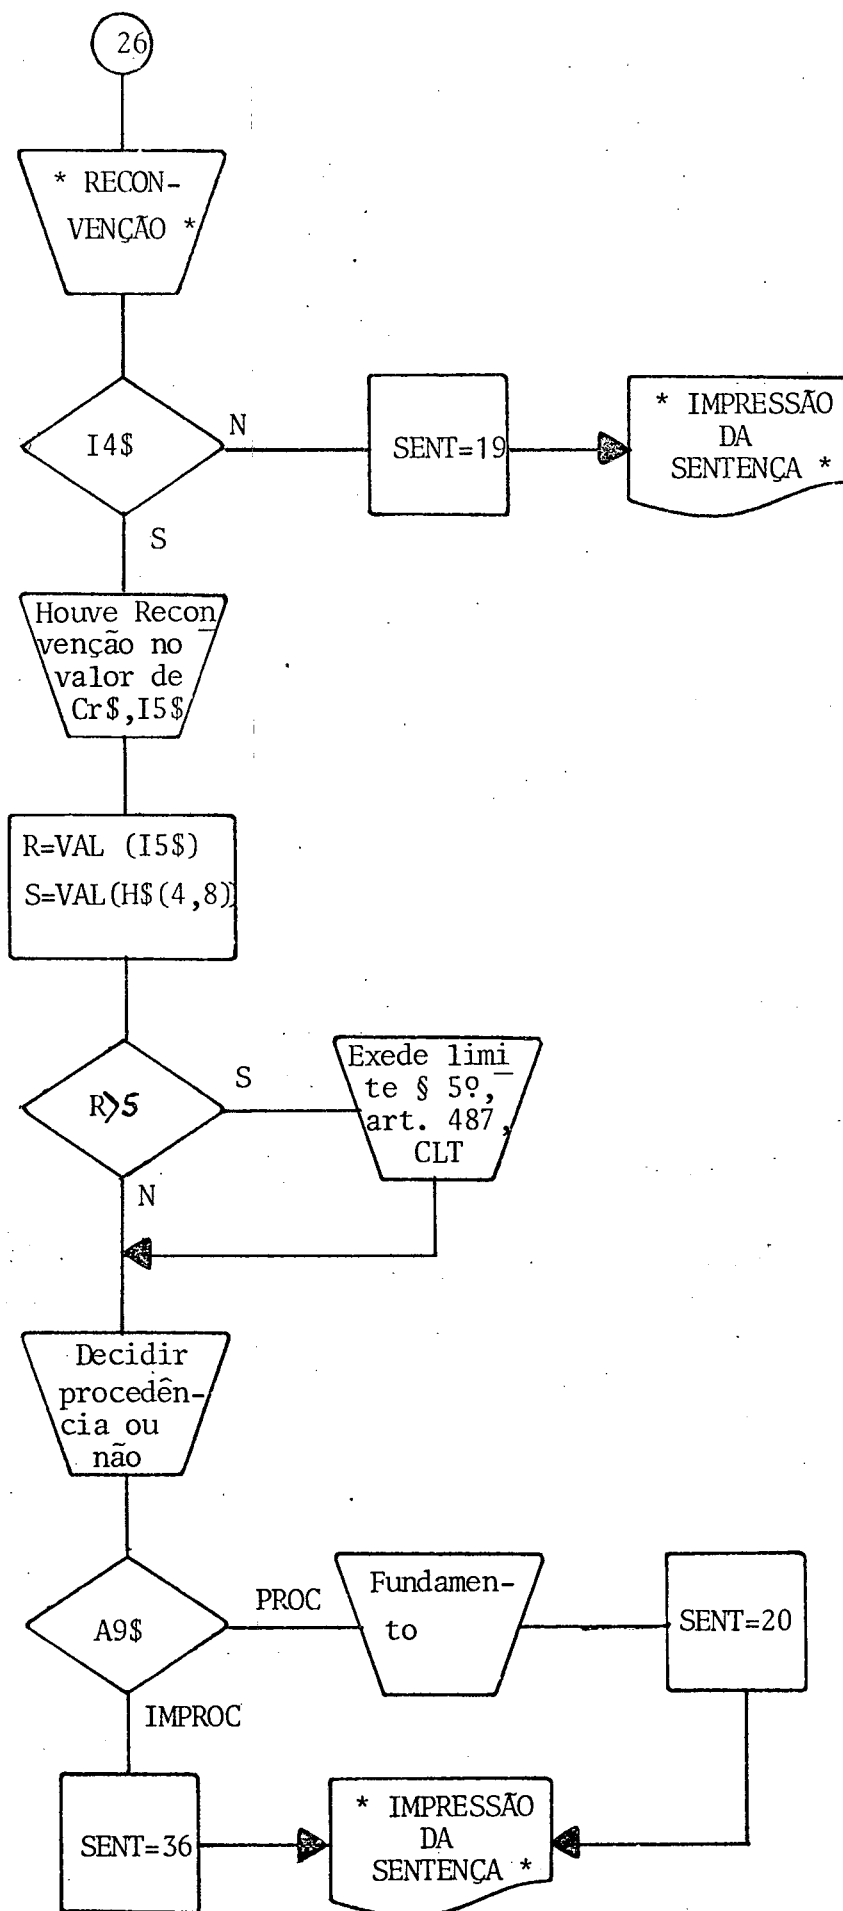 26
* RECON-
VENÇÃO *
I4$
N
SENT=19
* IMPRESSÃO
DA
SENTENÇA *
S
Houve Recon
venção no
valor de
Cr$,I5$
R=VAL (I5$)
S=VAL(H$(4,8))
R>S
S
Exede limi
te § 5º,
art. 487,
CLT
N
Decidir
procedên-
cia ou
não
A9$
PROC
Fundamen-
to
SENT=20
IMPROC
SENT=36
* IMPRESSÃO
DA
SENTENÇA *